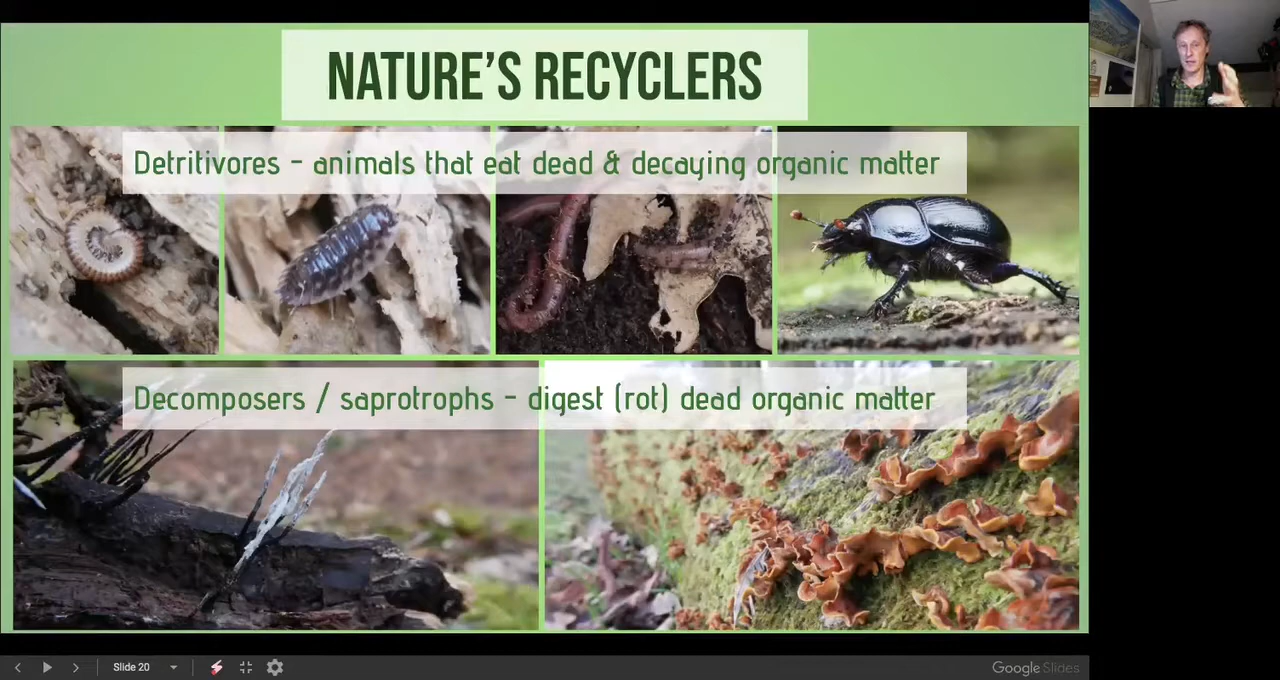 NATURE'S RECYCLERS
Detritivores - animals that eat dead & decaying organic matter
Decomposers / saprotrophs - digest (rot) dead organic matter
Slide 20
Google Slides